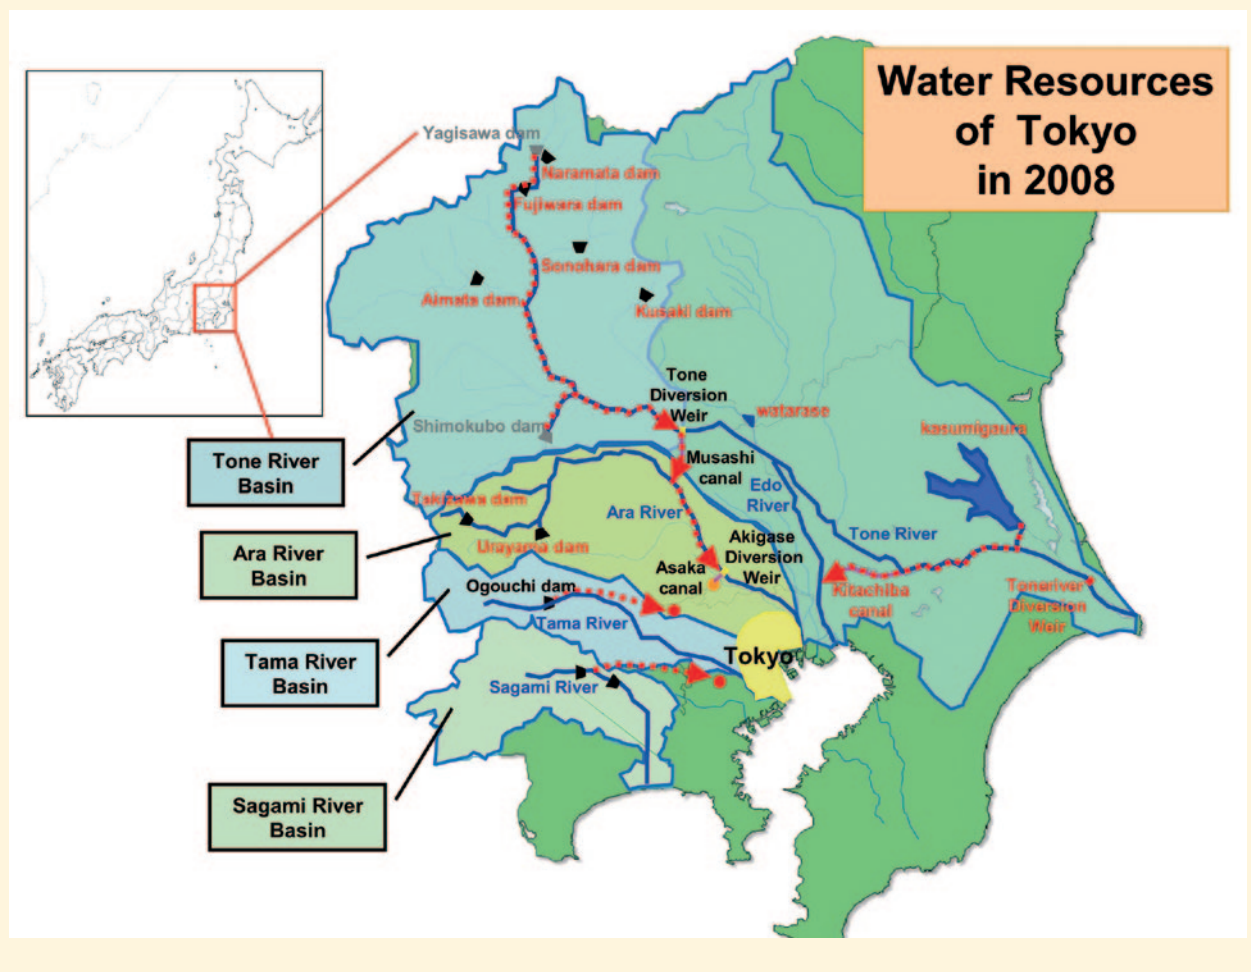 Water Resources
of Tokyo
in 2008
Yagisawa dam
Naramata dam
Fujiwara dam
Sonohara dam
Aimata dam
Kusaki dam
Tone
Diversion
Weir
watarase
Shimokubo dam
kasumigaura
Musashi
canal
Tone River
Basin
Edo
River
Takizawa dam
Ara River
Tone River
Urayama dam
Akigase
Diversion
Weir
Ara River
Basin
Asaka
canal
Ogouchi dam
Kitachiba
canal
Toneriver
Diversion
Weir
Tama River
Tama River
Basin
Tokyo
Sagami River
Sagami River
Basin